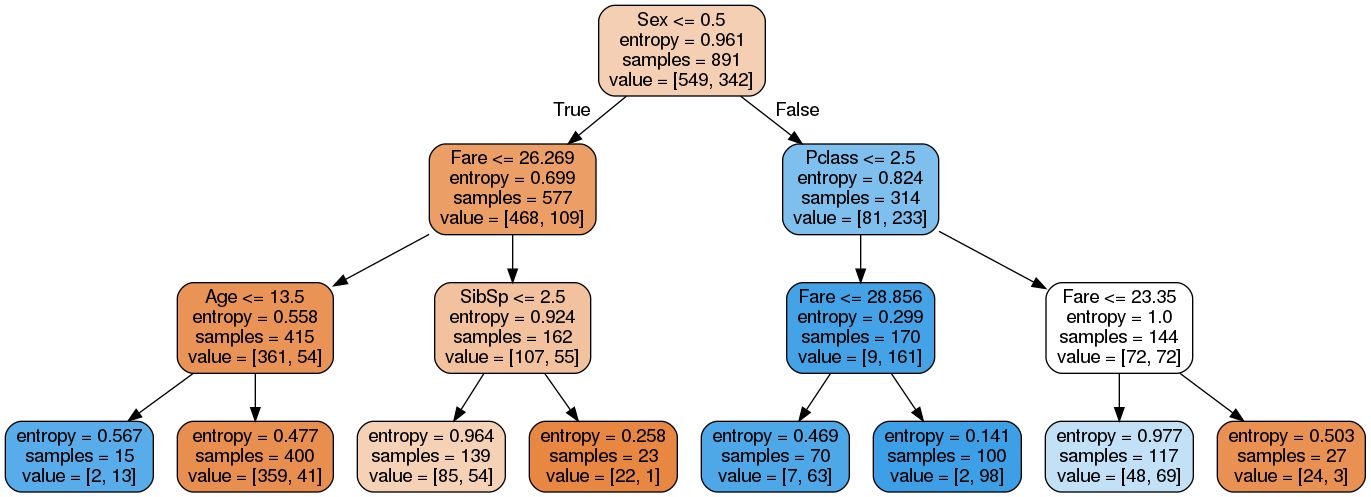 Sex <= 0.5
entropy = 0.961
samples = 891
value = [549, 342]
True
False
Fare <= 26.269
entropy = 0.699
samples = 577
value = [468, 109]
Pclass <= 2.5
entropy = 0.824
samples = 314
value = [81, 233]
Age <= 13.5
entropy = 0.558
samples = 415
value = [361, 54]
SibSp <= 2.5
entropy = 0.924
samples = 162
value = [107, 55]
Fare <= 28.856
entropy = 0.299
samples = 170
value = [9, 161]
Fare <= 23.35
entropy = 1.0
samples = 144
value = [72, 72]
entropy = 0.567
samples = 15
value = [2, 13]
entropy = 0.477
samples = 400
value = [359, 41]
entropy = 0.964
samples = 139
value = [85, 54]
entropy = 0.258
samples = 23
value = [22, 1]
entropy = 0.469
samples = 70
value = [7, 63]
entropy = 0.141
samples = 100
value = [2, 98]
entropy = 0.977
samples = 117
value = [48, 69]
entropy = 0.503
samples = 27
value = [24, 3]